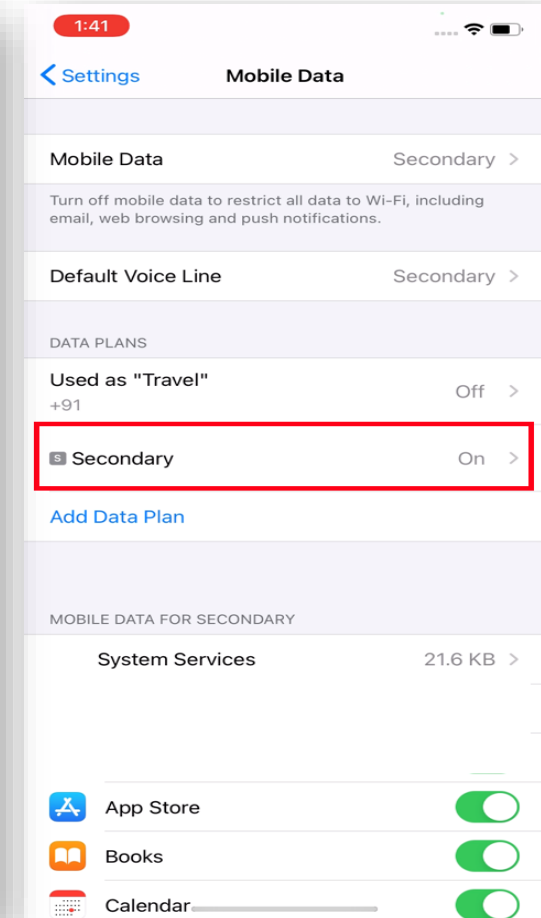 1:41
Settings
Mobile Data
Mobile Data Secondary
Turn off mobile data to restrict all data to Wi-Fi, including
email, web browsing and push notifications.
Default Voice Line Secondary
DATA PLANS
Used as "Travel" Off
+91
S Secondary On
Add Data Plan
MOBILE DATA FOR SECONDARY
System Services 21.6 KB
App Store
Books
Calendar